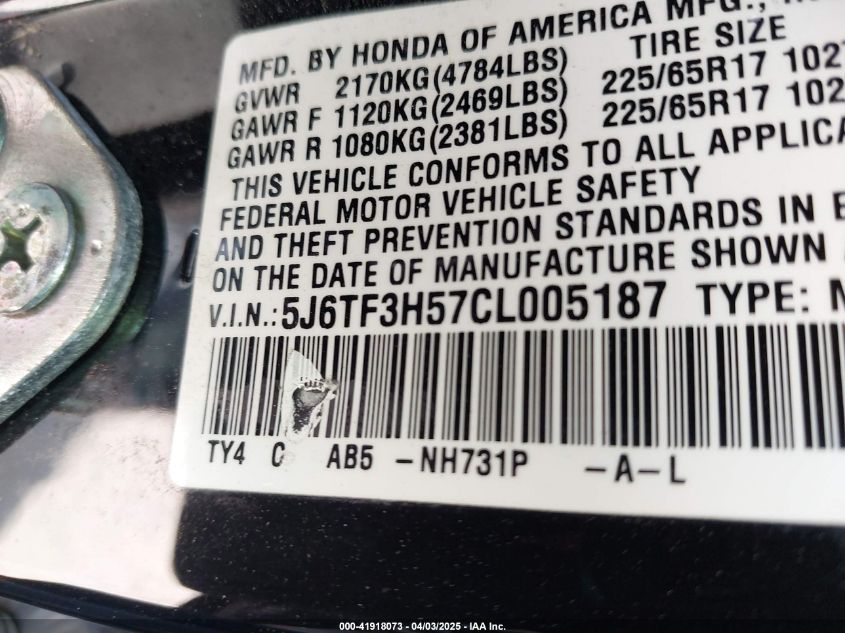 MFD. BY HONDA OF AMERICA MFG.,
TIRE SIZE
GVWR 2170KG(4784LBS)
GAWR F 1120KG(2469LBS) 225/65R17 102
GAWR R 1080KG(2381LBS) 225/65R17 102
THIS VEHICLE CONFORMS TO ALL
FEDERAL MOTOR VEHICLE SAFETY
AND THEFT PREVENTION STANDARDS IN
ON THE DATE OF MANUFACTURE SHOWN
V.I.N.: 5J6TF3H57CL005187 TYPE:
TY4 C AB5 -NH731P -A-L
000-41918073 - 04/03/2025 - IAA Inc.